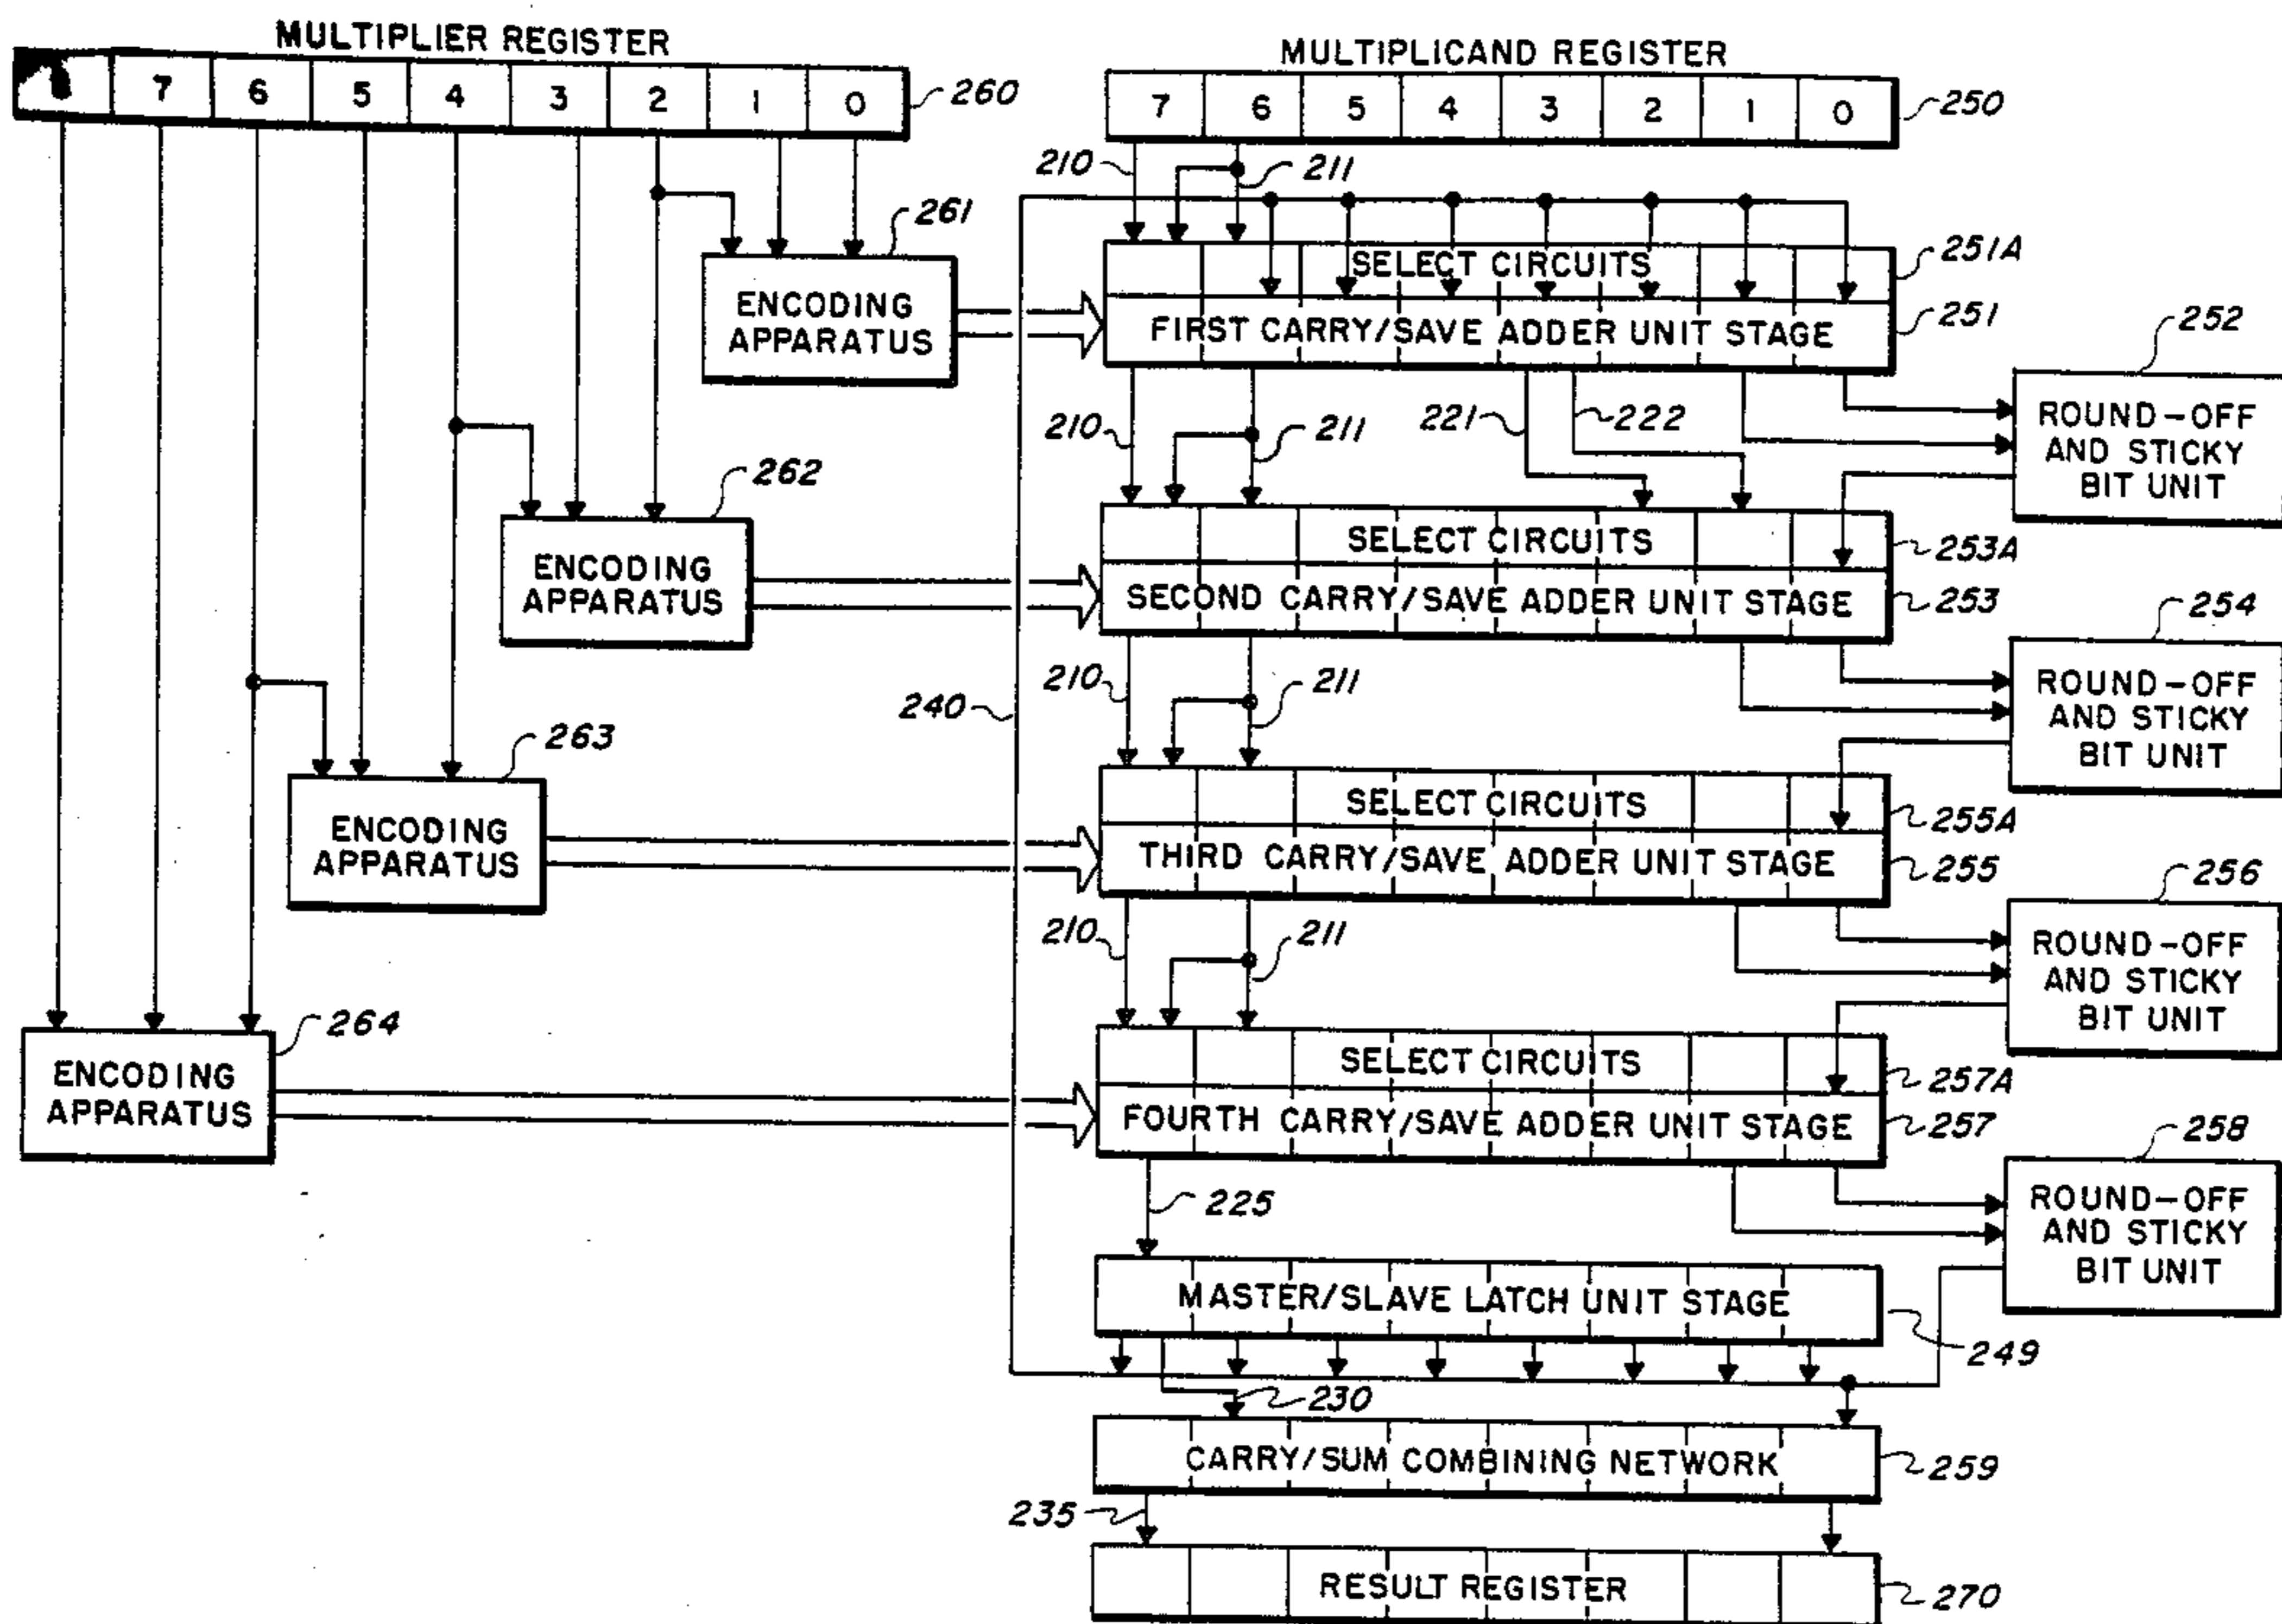 MULTIPLIER REGISTER
7 6 5 4 3 2 1 0
260
MULTIPLICAND REGISTER
7 6 5 4 3 2 1 0
250
210
211
261
ENCODING
APPARATUS
SELECT CIRCUITS
251A
FIRST CARRY/SAVE ADDER UNIT STAGE
251
252
ROUND-OFF
AND STICKY
BIT UNIT
210
211
221
222
262
ENCODING
APPARATUS
SELECT CIRCUITS
253A
SECOND CARRY/SAVE ADDER UNIT STAGE
253
254
ROUND-OFF
AND STICKY
BIT UNIT
240
210
211
263
ENCODING
APPARATUS
SELECT CIRCUITS
255A
THIRD CARRY/SAVE ADDER UNIT STAGE
255
256
ROUND-OFF
AND STICKY
BIT UNIT
210
211
264
ENCODING
APPARATUS
SELECT CIRCUITS
257A
FOURTH CARRY/SAVE ADDER UNIT STAGE
257
258
ROUND-OFF
AND STICKY
BIT UNIT
225
MASTER/SLAVE LATCH UNIT STAGE
249
230
CARRY/SUM COMBINING NETWORK
259
235
RESULT REGISTER
270